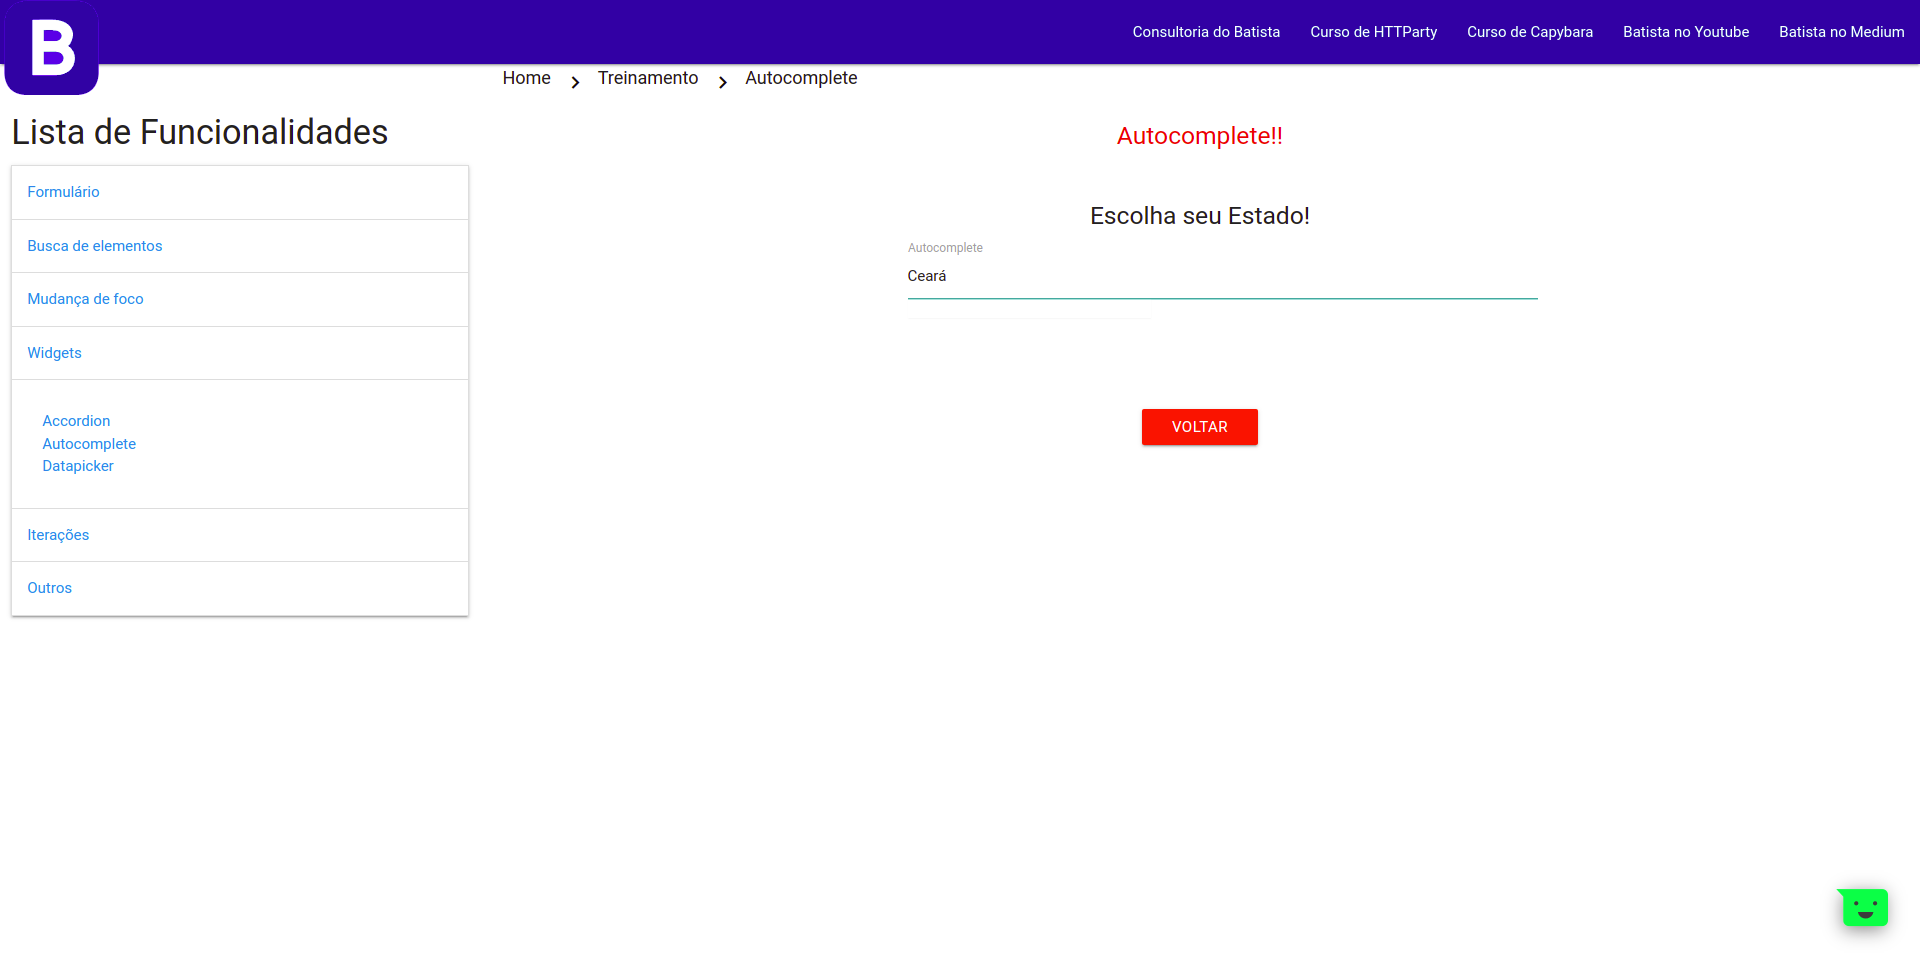 B
Consultoria do Batista
Curso de HTTParty
Curso de Capybara
Batista no Youtube
Batista no Medium
Home
Treinamento
Autocomplete
Lista de Funcionalidades
Formulário
Busca de elementos
Mudança de foco
Widgets
Accordion
Autocomplete
Datapicker
Iterações
Outros
Autocomplete!!
Escolha seu Estado!
Autocomplete
Ceará
VOLTAR